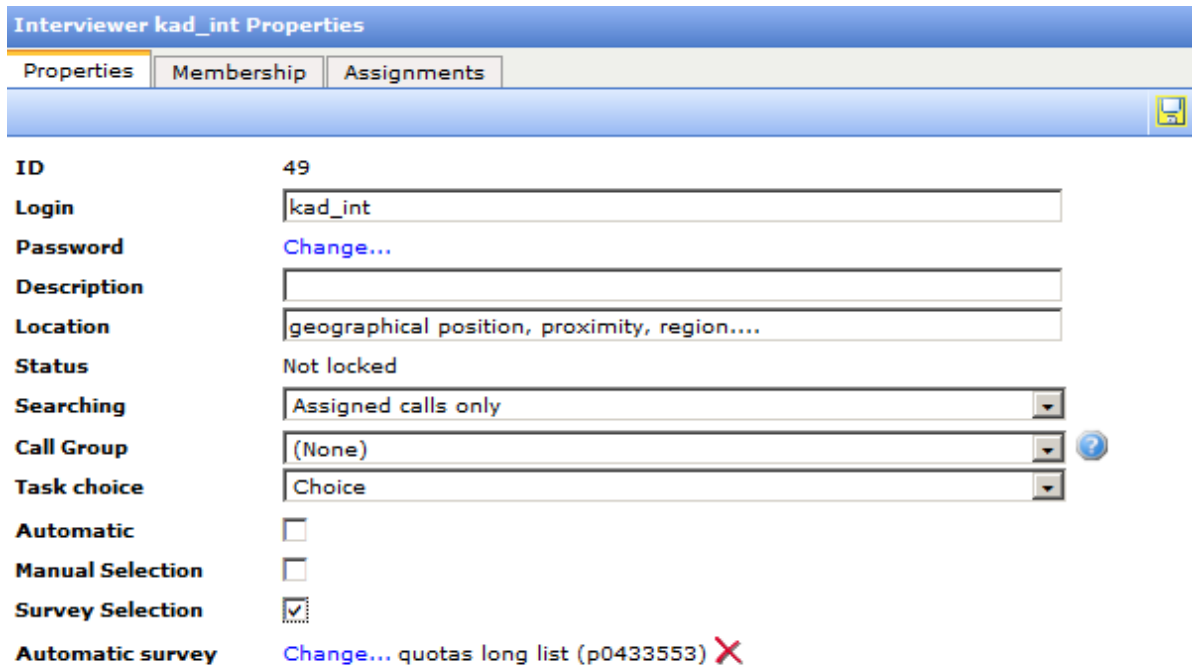 Interviewer kad_int Properties
Properties Membership Assignments
ID 49
Login kad_int
Password Change...
Description
Location geographical position, proximity, region....
Status Not locked
Searching Assigned calls only
Call Group (None) ?
Task choice Choice
Automatic
Manual Selection
Survey Selection
Automatic survey Change... quotas long list (p0433553)